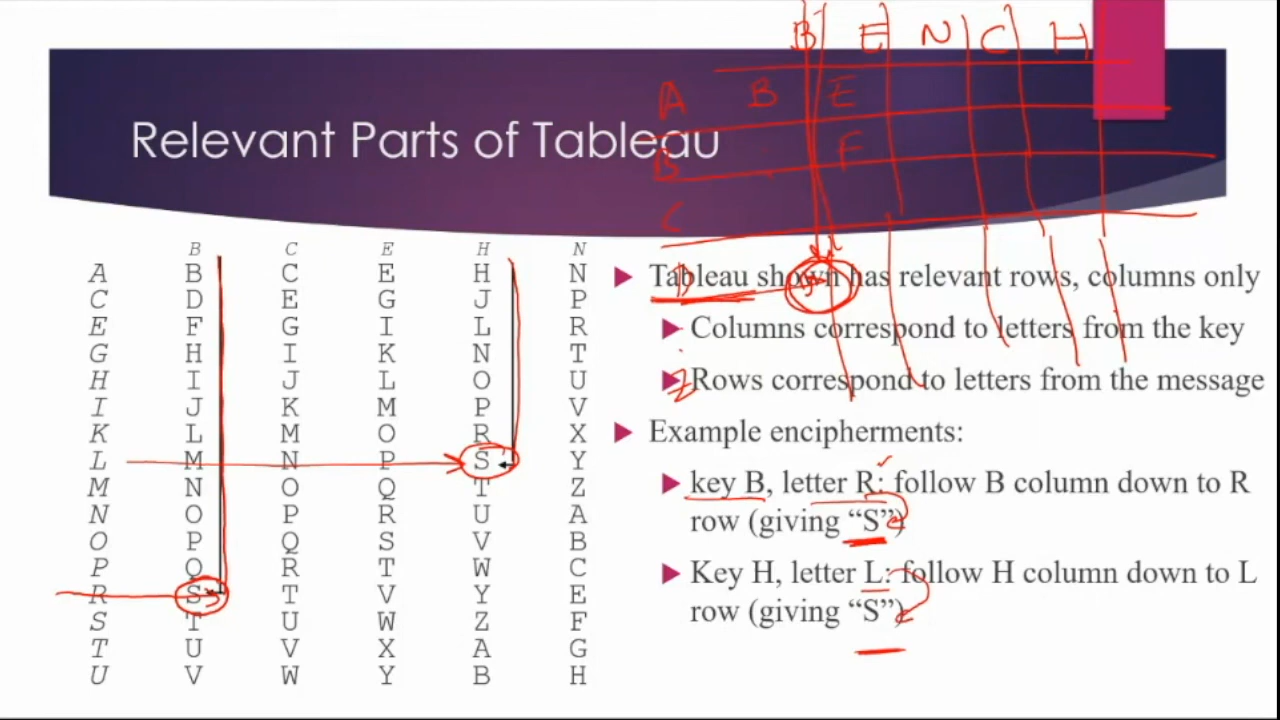 B E N C H
A B E
Relevant Parts of Tableau
B F
C
D
B C E H N
A B C E H N
C D E G J P
E F G I L R
G H I K N T
H I J L O U
I J K M P V
K L M O R X
L M N P S Y
M N O Q T Z
N O P R U A
O P Q S V B
P Q R T W C
R S T V Y E
S T U W Z F
T U V X A G
U V W Y B H
Tableau shown has relevant rows, columns only
Columns correspond to letters from the key
Z
Rows correspond to letters from the message
Example encipherments:
key B, letter R: follow B column down to R
row (giving “S”)
Key H, letter L: follow H column down to L
row (giving “S”)